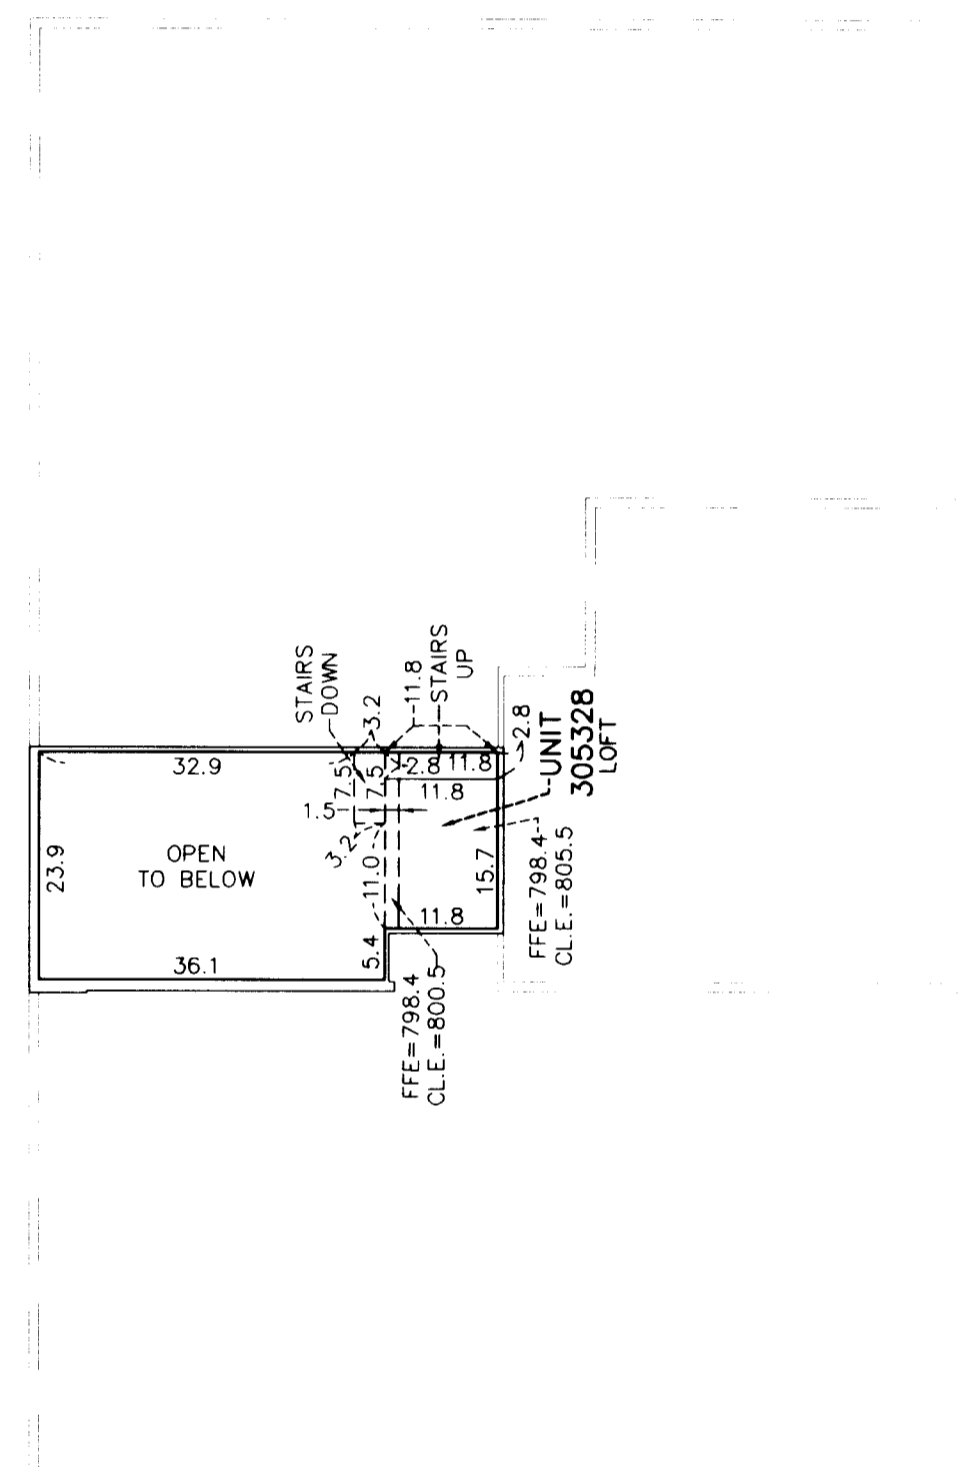 STAIRS
DOWN
3.2
11.8
STAIRS
UP
32.9
7.5
7.5
2.8
11.8
2.8
11.8
1.5
3.2
UNIT
305328
LOFT
23.9
OPEN
TO BELOW
11.0
15.7
FFE=798.4
CL.E.=805.5
11.8
5.4
36.1
FFE=798.4
CL.E.=800.5